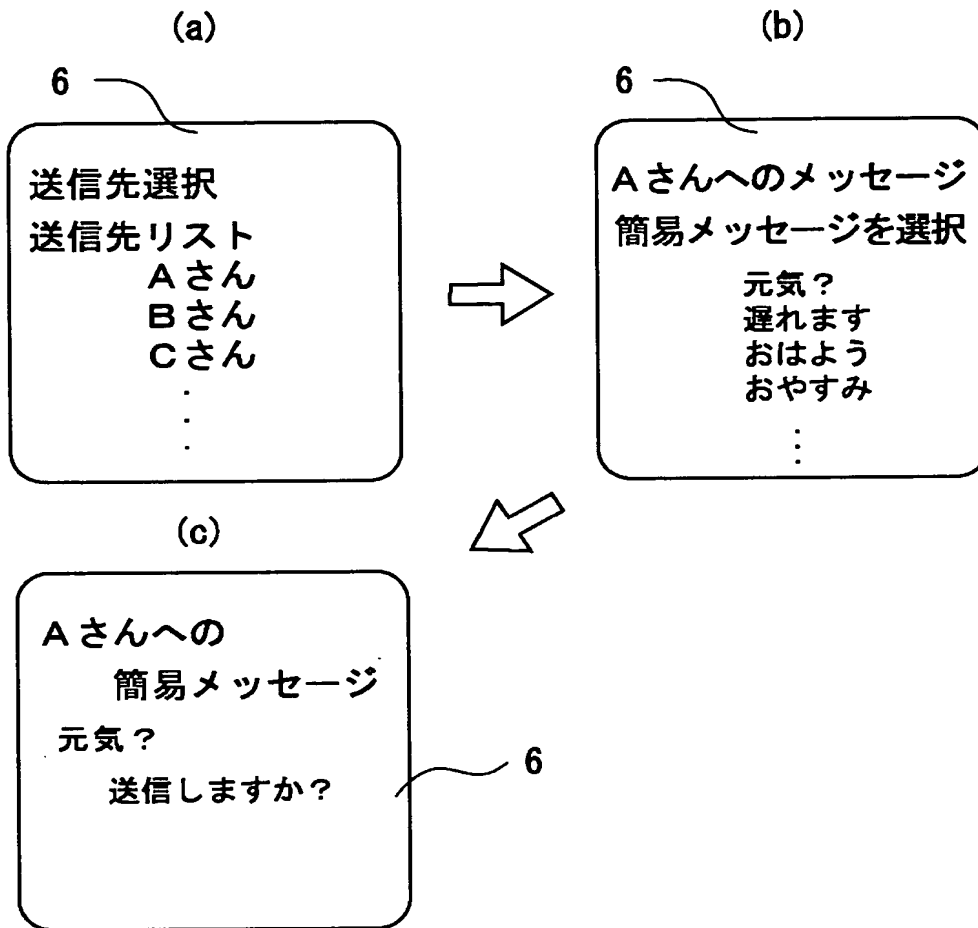 (a)
6
送信先選択
送信先リスト
Aさん
Bさん
Cさん
(b)
6
Aさんへのメッセージ
簡易メッセージを選択
元気?
遅れます
おはよう
おやすみ
(c)
Aさんへの
簡易メッセージ
元気?
送信しますか?
6